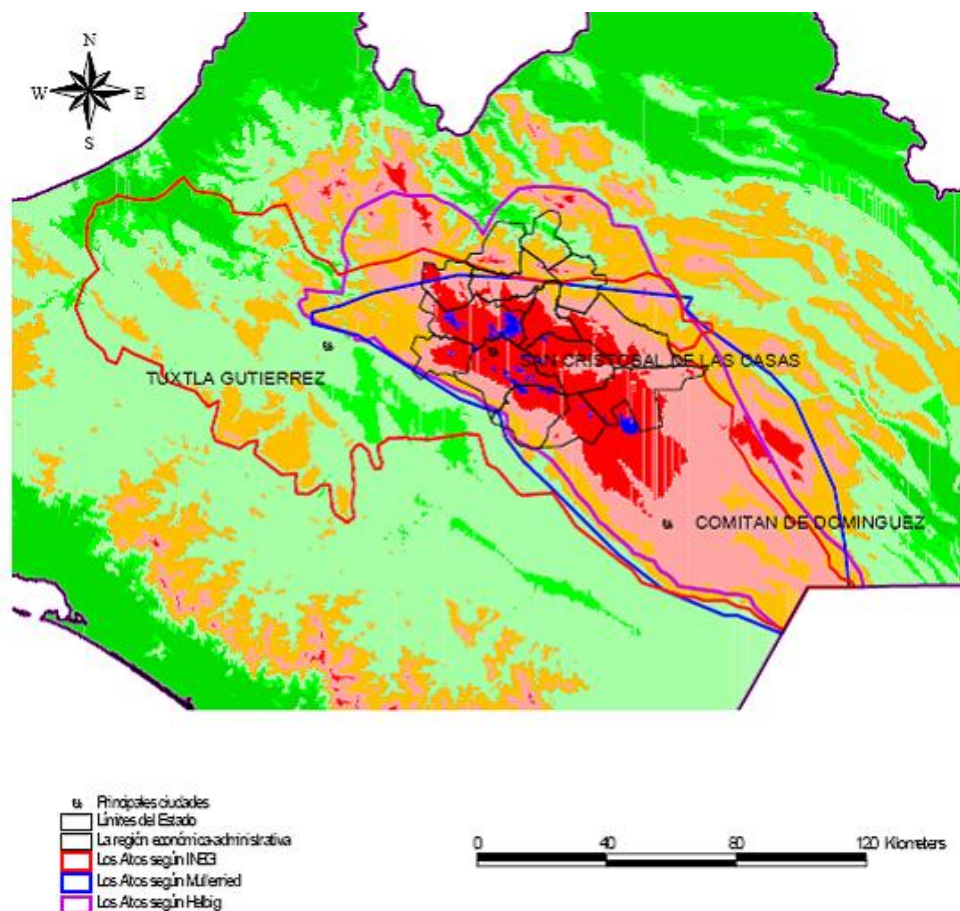 N
W E
S
TUXTLA GUTIERREZ
SAN CRISTOBAL DE LAS CASAS
COMITAN DE DOMINGUEZ
Principales ciudades
Límites del Estado
La región económica-administrativa
Los Altos según INEGI
Los Altos según Mullerried
Los Altos según Helbig
0 40 80 120 Kilometers